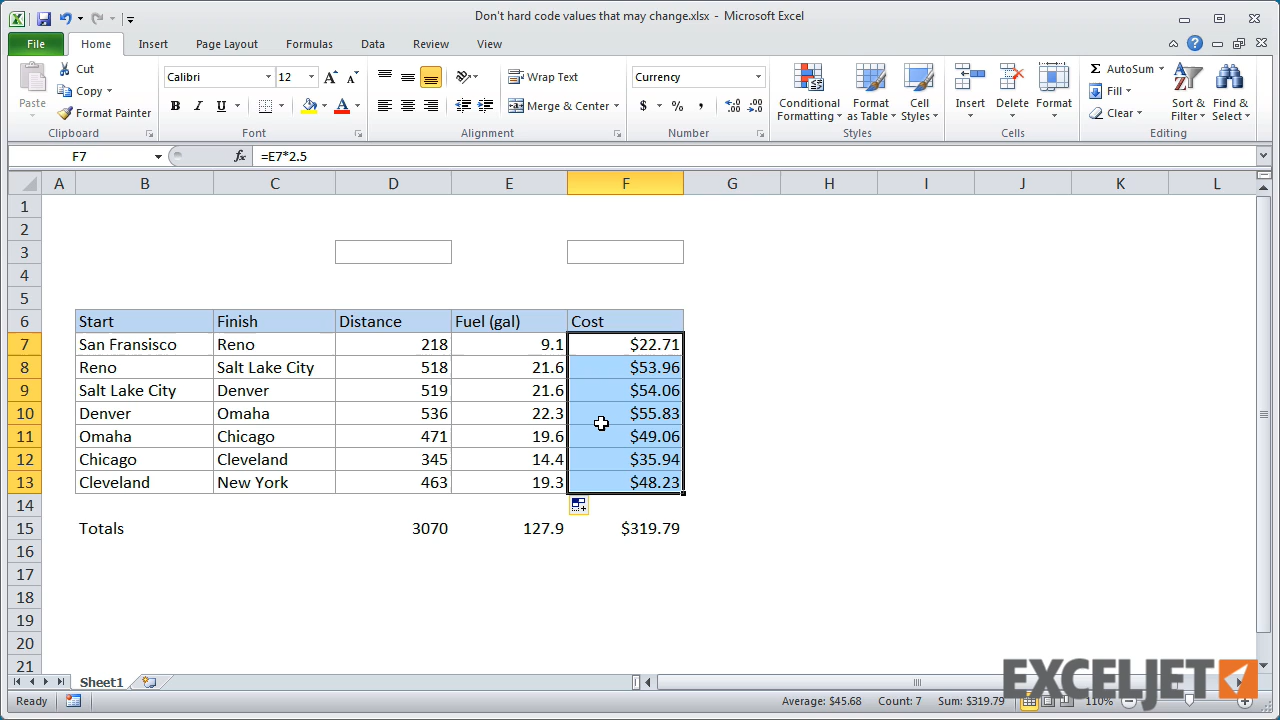 Don't hard code values that may change.xlsx - Microsoft Excel
File Home Insert Page Layout Formulas Data Review View
Paste Cut Copy Format Painter Clipboard
Calibri 12 B I U A Font
Wrap Text Merge & Center Alignment
Currency $ % , Number
Conditional Formatting Format as Table Cell Styles Styles
Insert Delete Format Cells
Σ AutoSum Fill Clear Sort & Filter Find & Select Editing
F7 fx =E7*2.5
A B C D E F G H I J K L
1
2
3
4
5
6 Start Finish Distance Fuel (gal) Cost
7 San Fransisco Reno 218 9.1 $22.71
8 Reno Salt Lake City 518 21.6 $53.96
9 Salt Lake City Denver 519 21.6 $54.06
10 Denver Omaha 536 22.3 $55.83
11 Omaha Chicago 471 19.6 $49.06
12 Chicago Cleveland 345 14.4 $35.94
13 Cleveland New York 463 19.3 $48.23
14
15 Totals 3070 127.9 $319.79
16
17
18
19
20
21
Sheet1
EXCELJET
Ready Average: $45.68 Count: 7 Sum: $319.79 110%